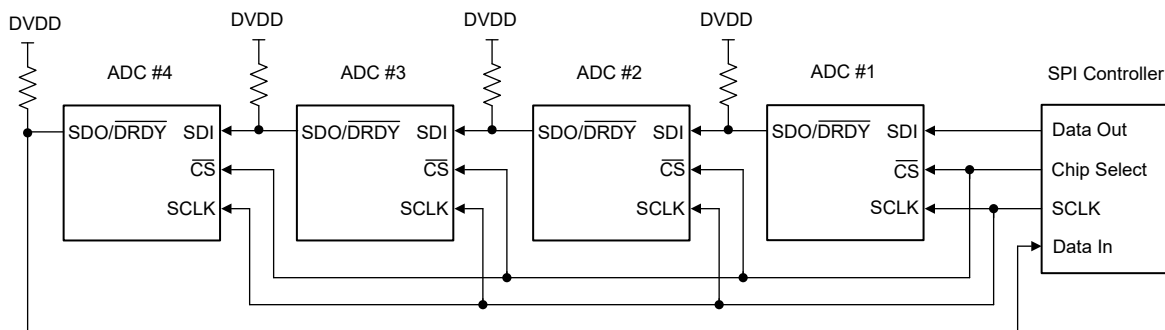 DVDD
DVDD
DVDD
DVDD
ADC #4
ADC #3
ADC #2
ADC #1
SPI Controller
SDO/DRDY
SDI
CS
SCLK
SDO/DRDY
SDI
CS
SCLK
SDO/DRDY
SDI
CS
SCLK
SDO/DRDY
SDI
CS
SCLK
Data Out
Chip Select
SCLK
Data In